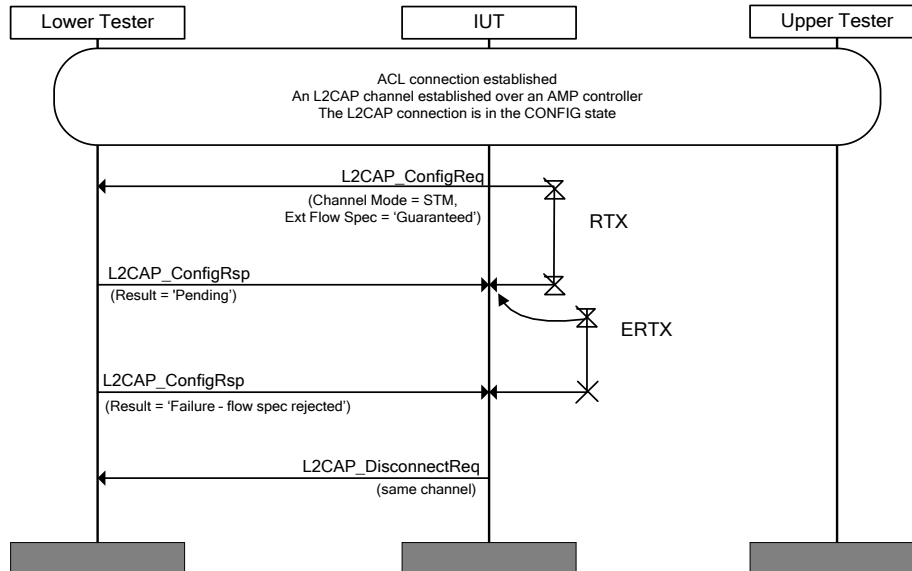 Lower Tester
IUT
Upper Tester
ACL connection established
An L2CAP channel established over an AMP controller
The L2CAP connection is in the CONFIG state
L2CAP_ConfigReq
(Channel Mode = STM,
Ext Flow Spec = ‘Guaranteed’)
RTX
L2CAP_ConfigRsp
(Result = 'Pending’)
ERTX
L2CAP_ConfigRsp
(Result = ‘Failure - flow spec rejected’)
L2CAP_DisconnectReq
(same channel)